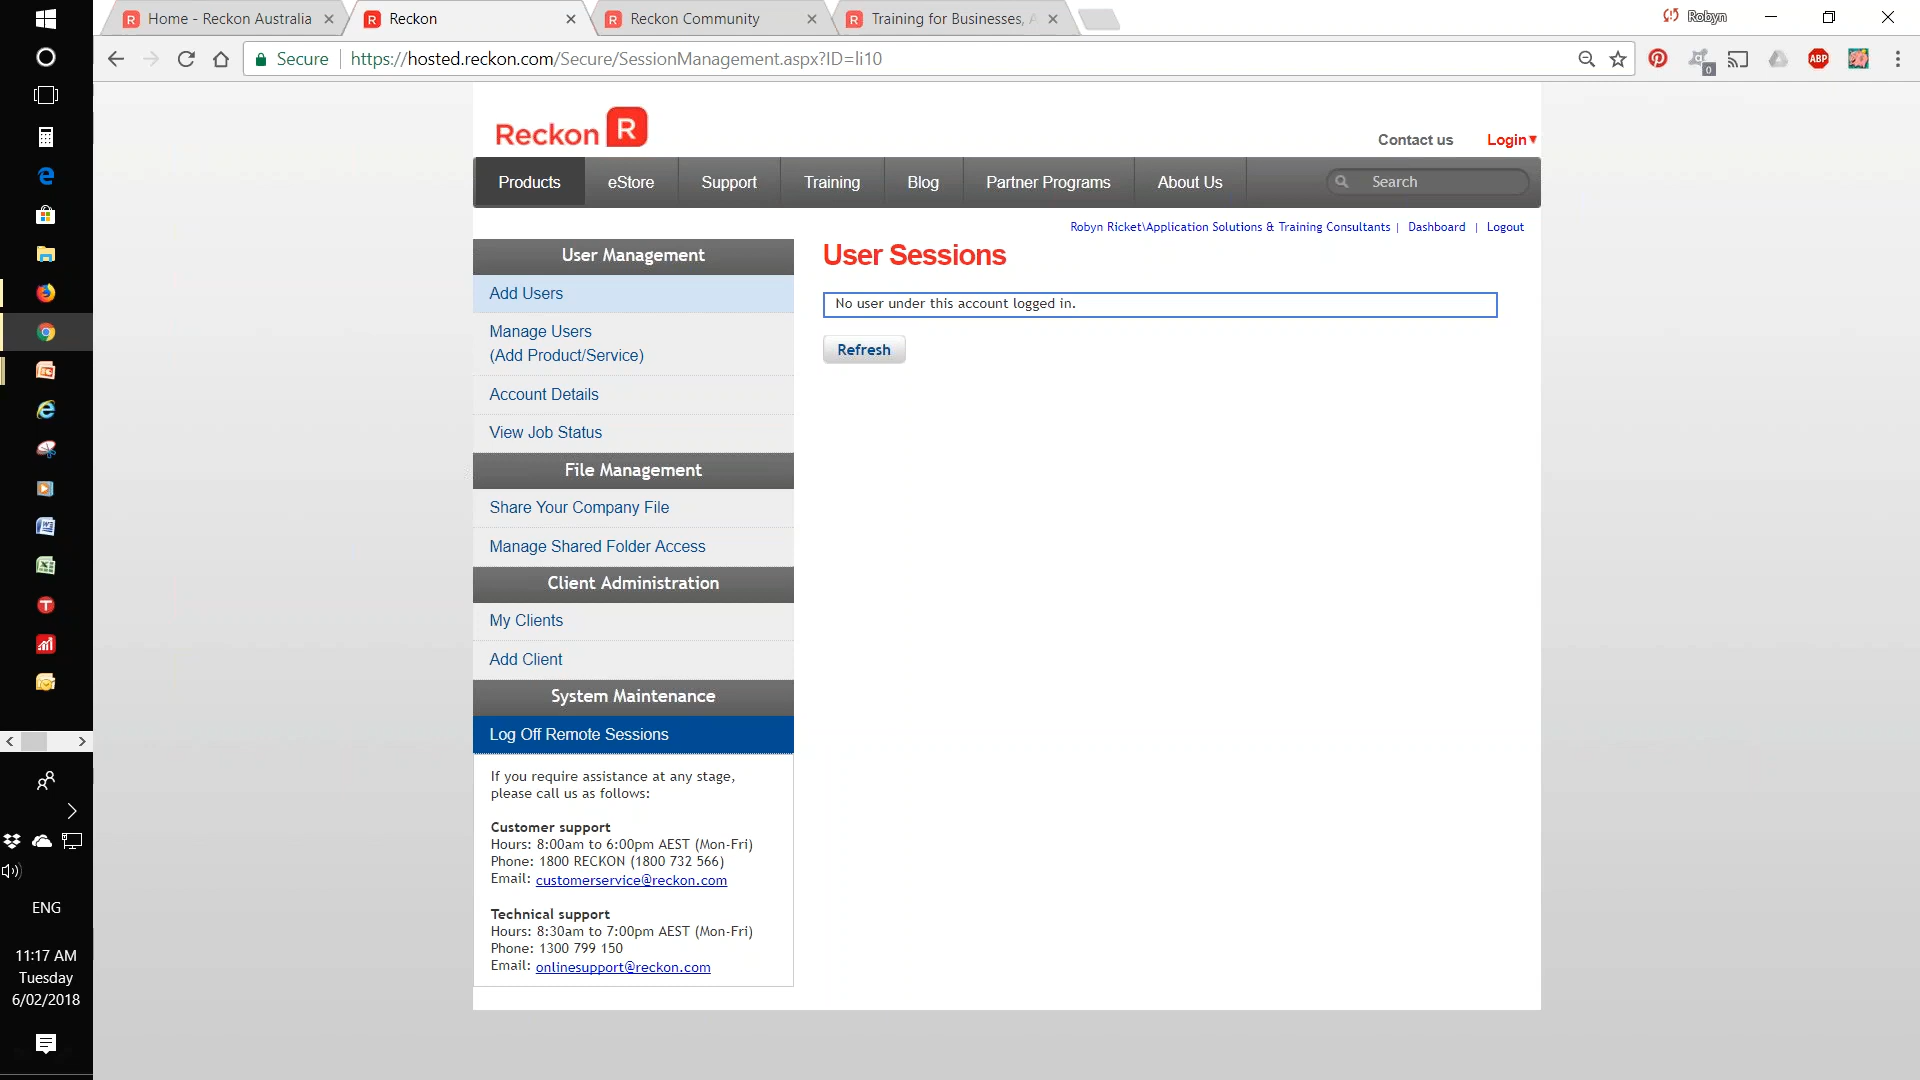 Home - Reckon Australia
Reckon
Reckon Community
Training for Businesses, A
Robyn
Secure
https://hosted.reckon.com/Secure/SessionManagement.aspx?ID=li10
0
ABP
Reckon R
Contact us
Login
Products
eStore
Support
Training
Blog
Partner Programs
About Us
Search
Robyn Ricket\Application Solutions & Training Consultants | Dashboard | Logout
User Management
Add Users
Manage Users
(Add Product/Service)
Account Details
View Job Status
File Management
Share Your Company File
Manage Shared Folder Access
Client Administration
My Clients
Add Client
System Maintenance
Log Off Remote Sessions
If you require assistance at any stage,
please call us as follows:
Customer support
Hours: 8:00am to 6:00pm AEST (Mon-Fri)
Phone: 1800 RECKON (1800 732 566)
Email: customerservice@reckon.com
Technical support
Hours: 8:30am to 7:00pm AEST (Mon-Fri)
Phone: 1300 799 150
Email: onlinesupport@reckon.com
User Sessions
No user under this account logged in.
Refresh
ENG
11:17 AM
Tuesday
6/02/2018